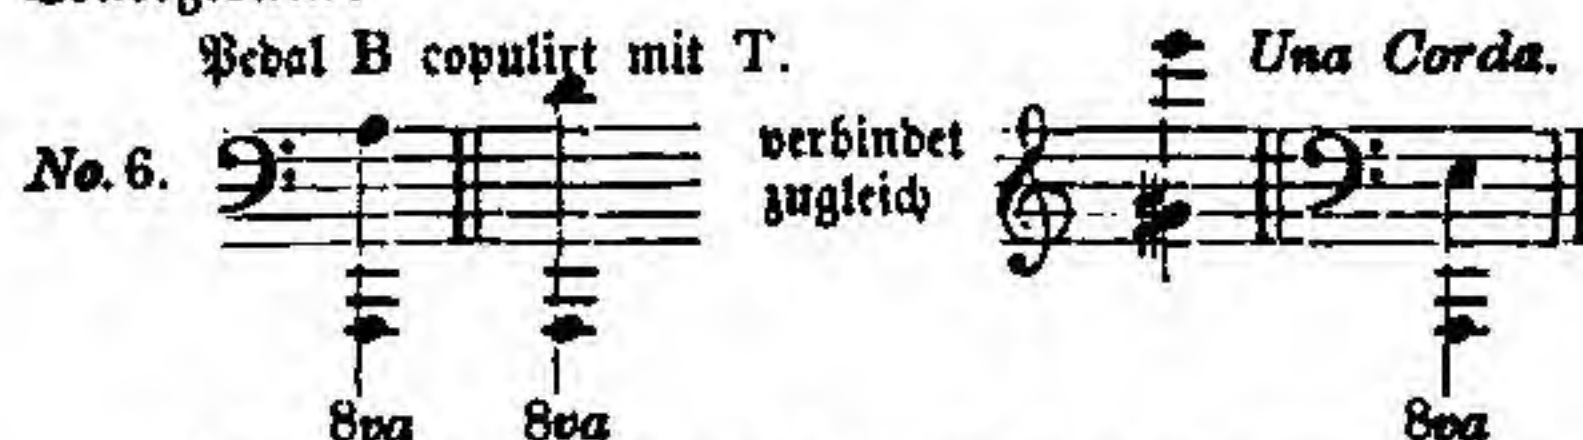 Pedal B copulirt mit T.
Una Corda.
No. 6.
verbindet
zugleich
8va 8va 8va